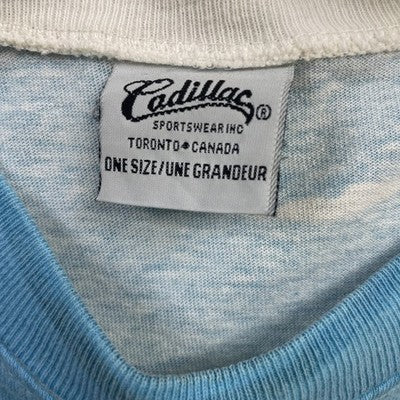 Cadillac®
SPORTSWEAR INC
TORONTO CANADA
ONE SIZE/UNE GRANDEUR